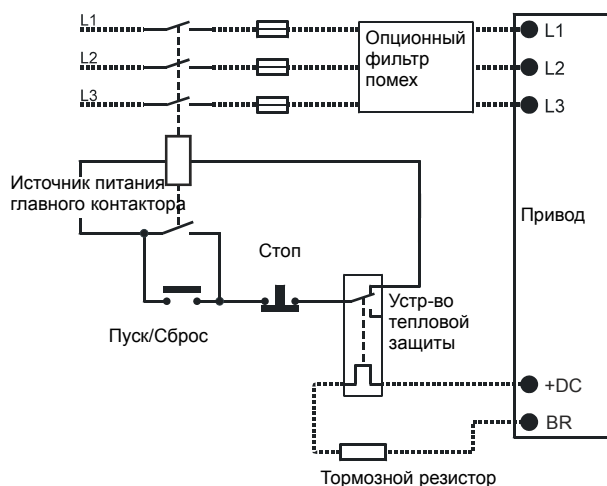 L1
L2
L3
Опционный
фильтр
помех
L1
L2
L3
Источник питания
главного контактора
Привод
Стоп
Пуск/Сброс
Устр-во
тепловой
защиты
+DC
BR
Тормозной резистор